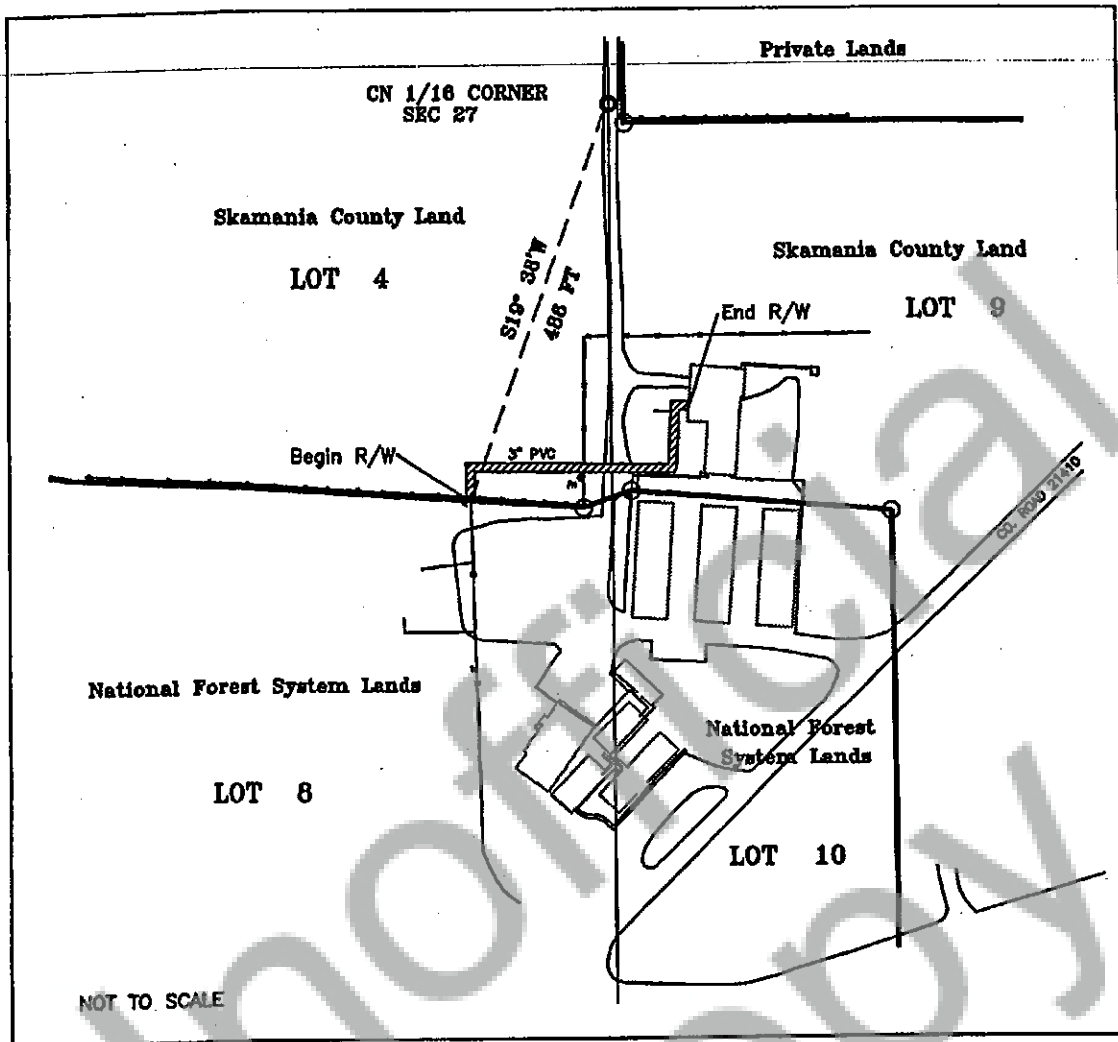 Private Lands
CN 1/16 CORNER
SEC 27
Skamania County Land
LOT 4
S19° 38'W
486 FT
Skamania County Land
LOT 9
End R/W
Begin R/W
3" PVC
CO. ROAD 21410
National Forest System Lands
LOT 8
National Forest
System Lands
LOT 10
NOT TO SCALE
Unofficial
Copy